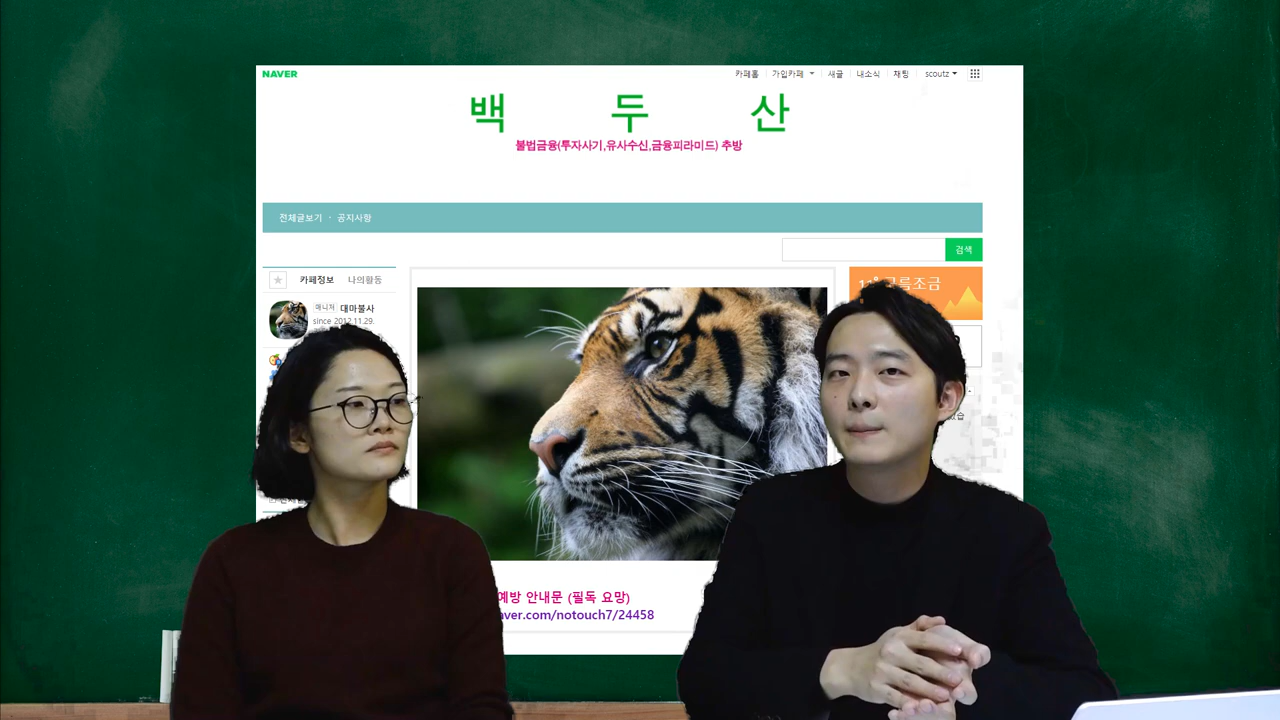 NAVER
카페홈 가입카페 새글 내소식 채팅 scoutz
백 두 산
불법금융(투자사기,유사수신,금융피라미드) 추방
전체글보기 · 공지사항
검색
카페정보 나의활동
매니저 대마불사
since 2012.11.29.
름조금
예방 안내문 (필독 요망)
aver.com/notouch7/24458